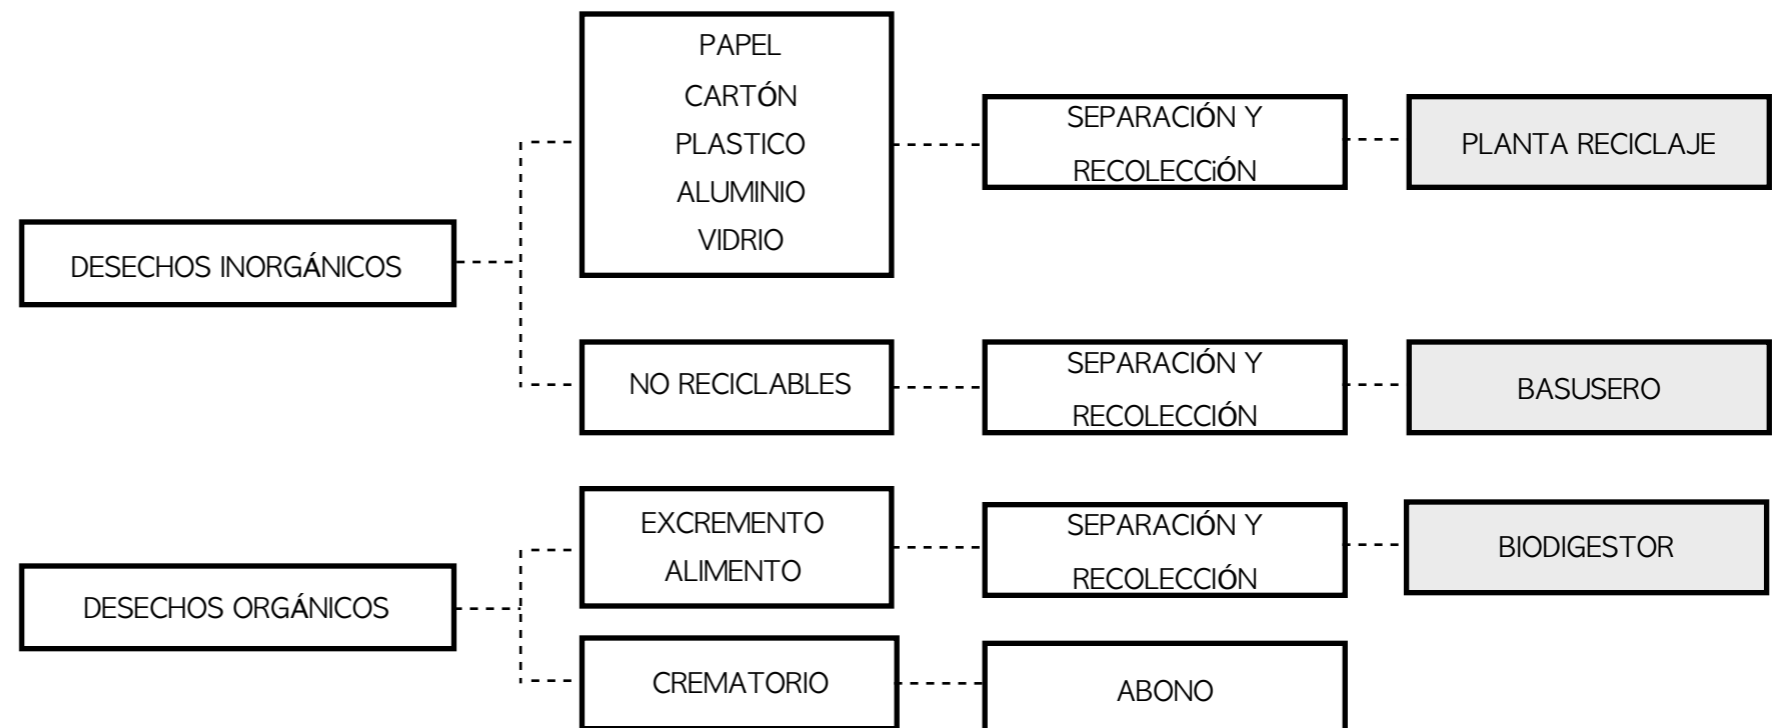 PAPEL
CARTÓN
PLASTICO
ALUMINIO
VIDRIO
SEPARACIÓN Y
RECOLECCiÓN
PLANTA RECICLAJE
DESECHOS INORGÁNICOS
NO RECICLABLES
SEPARACIÓN Y
RECOLECCIÓN
BASUSERO
EXCREMENTO
ALIMENTO
SEPARACIÓN Y
RECOLECCIÓN
BIODIGESTOR
DESECHOS ORGÁNICOS
CREMATORIO
ABONO